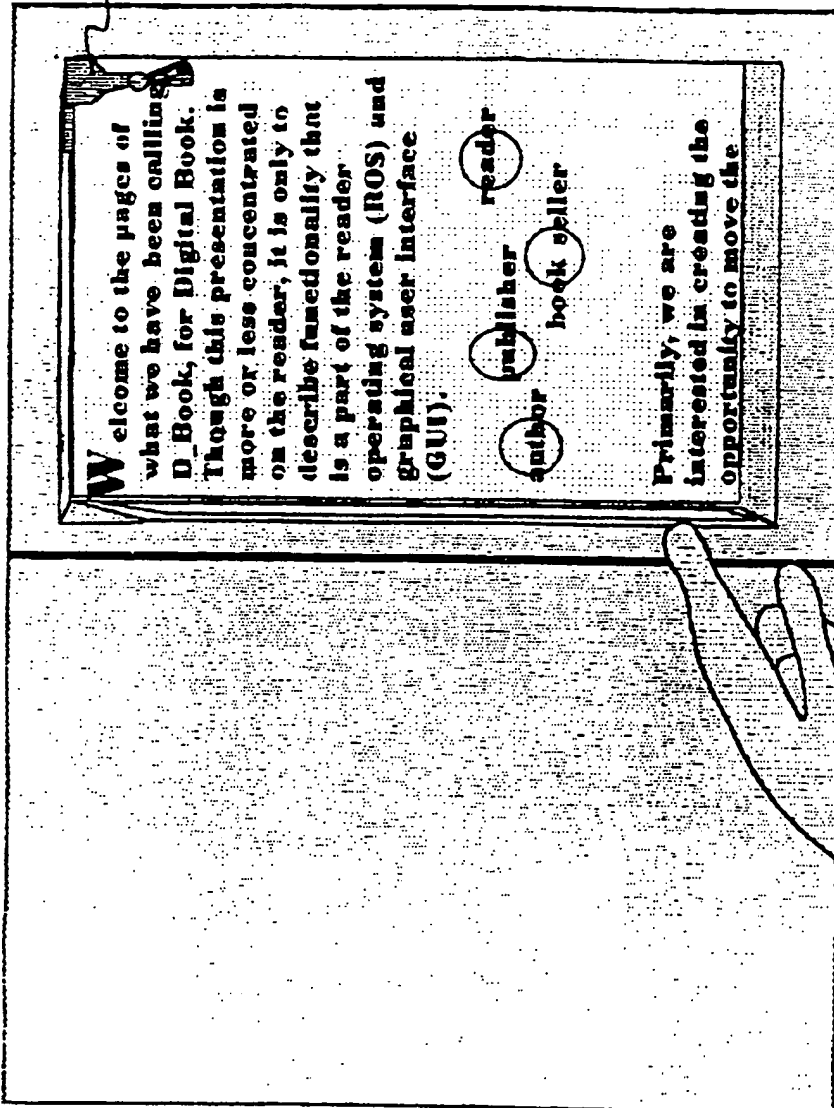 Welcome to the pages of
what we have been callling
D_Book, for Digital Book.
Though this presentation is
more or less concentrated
on the reader, it is only to
describe functionality that
is a part of the reader
operating system (ROS) and
graphical user interface
(GUI).
author publisher book seller reader
Primarily, we are
interested in creating the
opportunity to move the